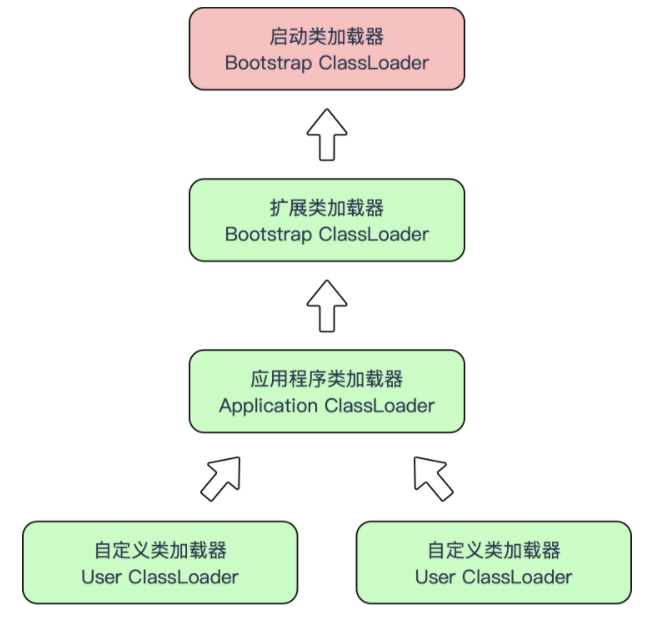 启动类加载器
Bootstrap ClassLoader
扩展类加载器
Bootstrap ClassLoader
应用程序类加载器
Application ClassLoader
自定义类加载器
User ClassLoader
自定义类加载器
User ClassLoader